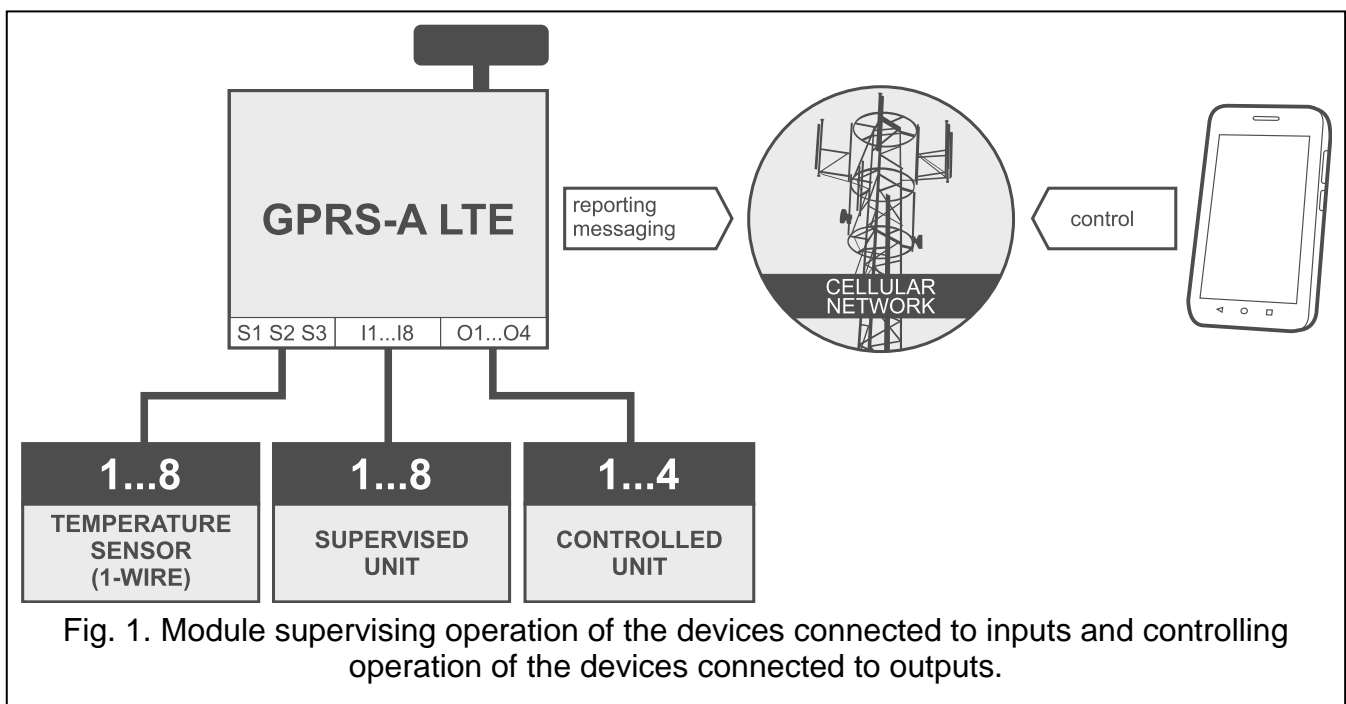 GPRS-A LTE
S1 S2 S3
I1...I8
O1...O4
reporting
messaging
CELLULAR
NETWORK
control
1...8
TEMPERATURE
SENSOR
(1-WIRE)
1...8
SUPERVISED
UNIT
1...4
CONTROLLED
UNIT
Fig. 1. Module supervising operation of the devices connected to inputs and controlling
operation of the devices connected to outputs.